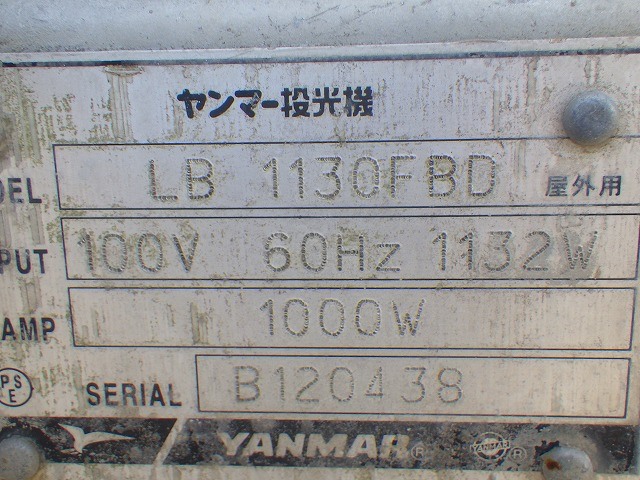 ヤンマー投光機
DEL LB 1130FBD 屋外用
PUT 100V 60Hz 1132W
AMP 1000W
PS E SERIAL B120438
YANMAR® ®